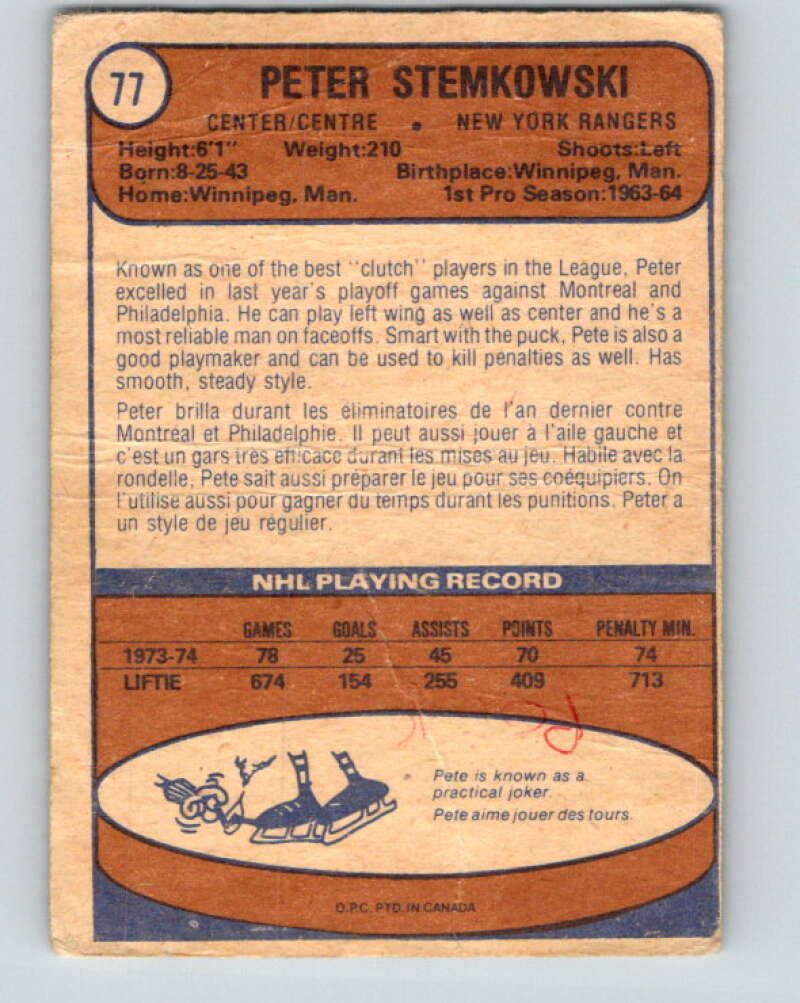 77
PETER STEMKOWSKI
CENTER/CENTRE • NEW YORK RANGERS
Height:6'1" Weight:210 Shoots:Left
Born:8-25-43 Birthplace:Winnipeg, Man.
Home:Winnipeg, Man. 1st Pro Season:1963-64
Known as one of the best "clutch" players in the League, Peter
excelled in last year's playoff games against Montreal and
Philadelphia. He can play left wing as well as center and he's a
most reliable man on faceoffs. Smart with the puck, Pete is also a
good playmaker and can be used to kill penalties as well. Has
smooth, steady style.
Peter brilla durant les éliminatoires de l'an dernier contre
Montréal et Philadelphie. Il peut aussi jouer à l'aile gauche et
c'est un gars très efficace durant les mises au jeu. Habile avec la
rondelle, Pete sait aussi préparer le jeu pour ses coéquipiers. On
l'utilise aussi pour gagner du temps durant les punitions. Peter a
un style de jeu régulier.
NHL PLAYING RECORD
GAMES GOALS ASSISTS POINTS PENALTY MIN.
1973-74 78 25 45 70 74
LIFTIE 674 154 255 409 713
Pete is known as a
practical joker.
Pete aime jouer des tours.
O.P.C. PTD. IN CANADA